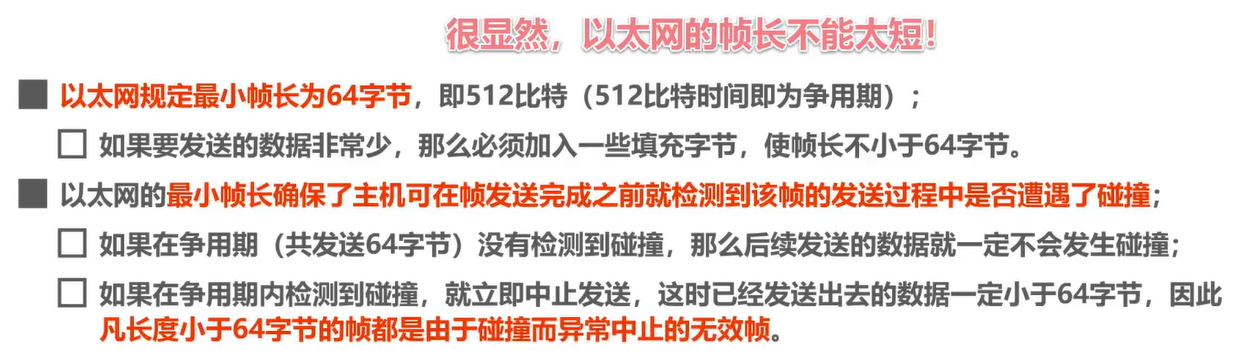 很显然，以太网的帧长不能太短！
以太网规定最小帧长为64字节，即512比特（512比特时间即为争用期）；
如果要发送的数据非常少，那么必须加入一些填充字节，使帧长不小于64字节。
以太网的最小帧长确保了主机可在帧发送完成之前就检测到该帧的发送过程中是否遭遇了碰撞；
如果在争用期（共发送64字节）没有检测到碰撞，那么后续发送的数据就一定不会发生碰撞；
如果在争用期内检测到碰撞，就立即中止发送，这时已经发送出去的数据一定小于64字节，因此
凡长度小于64字节的帧都是由于碰撞而异常中止的无效帧。